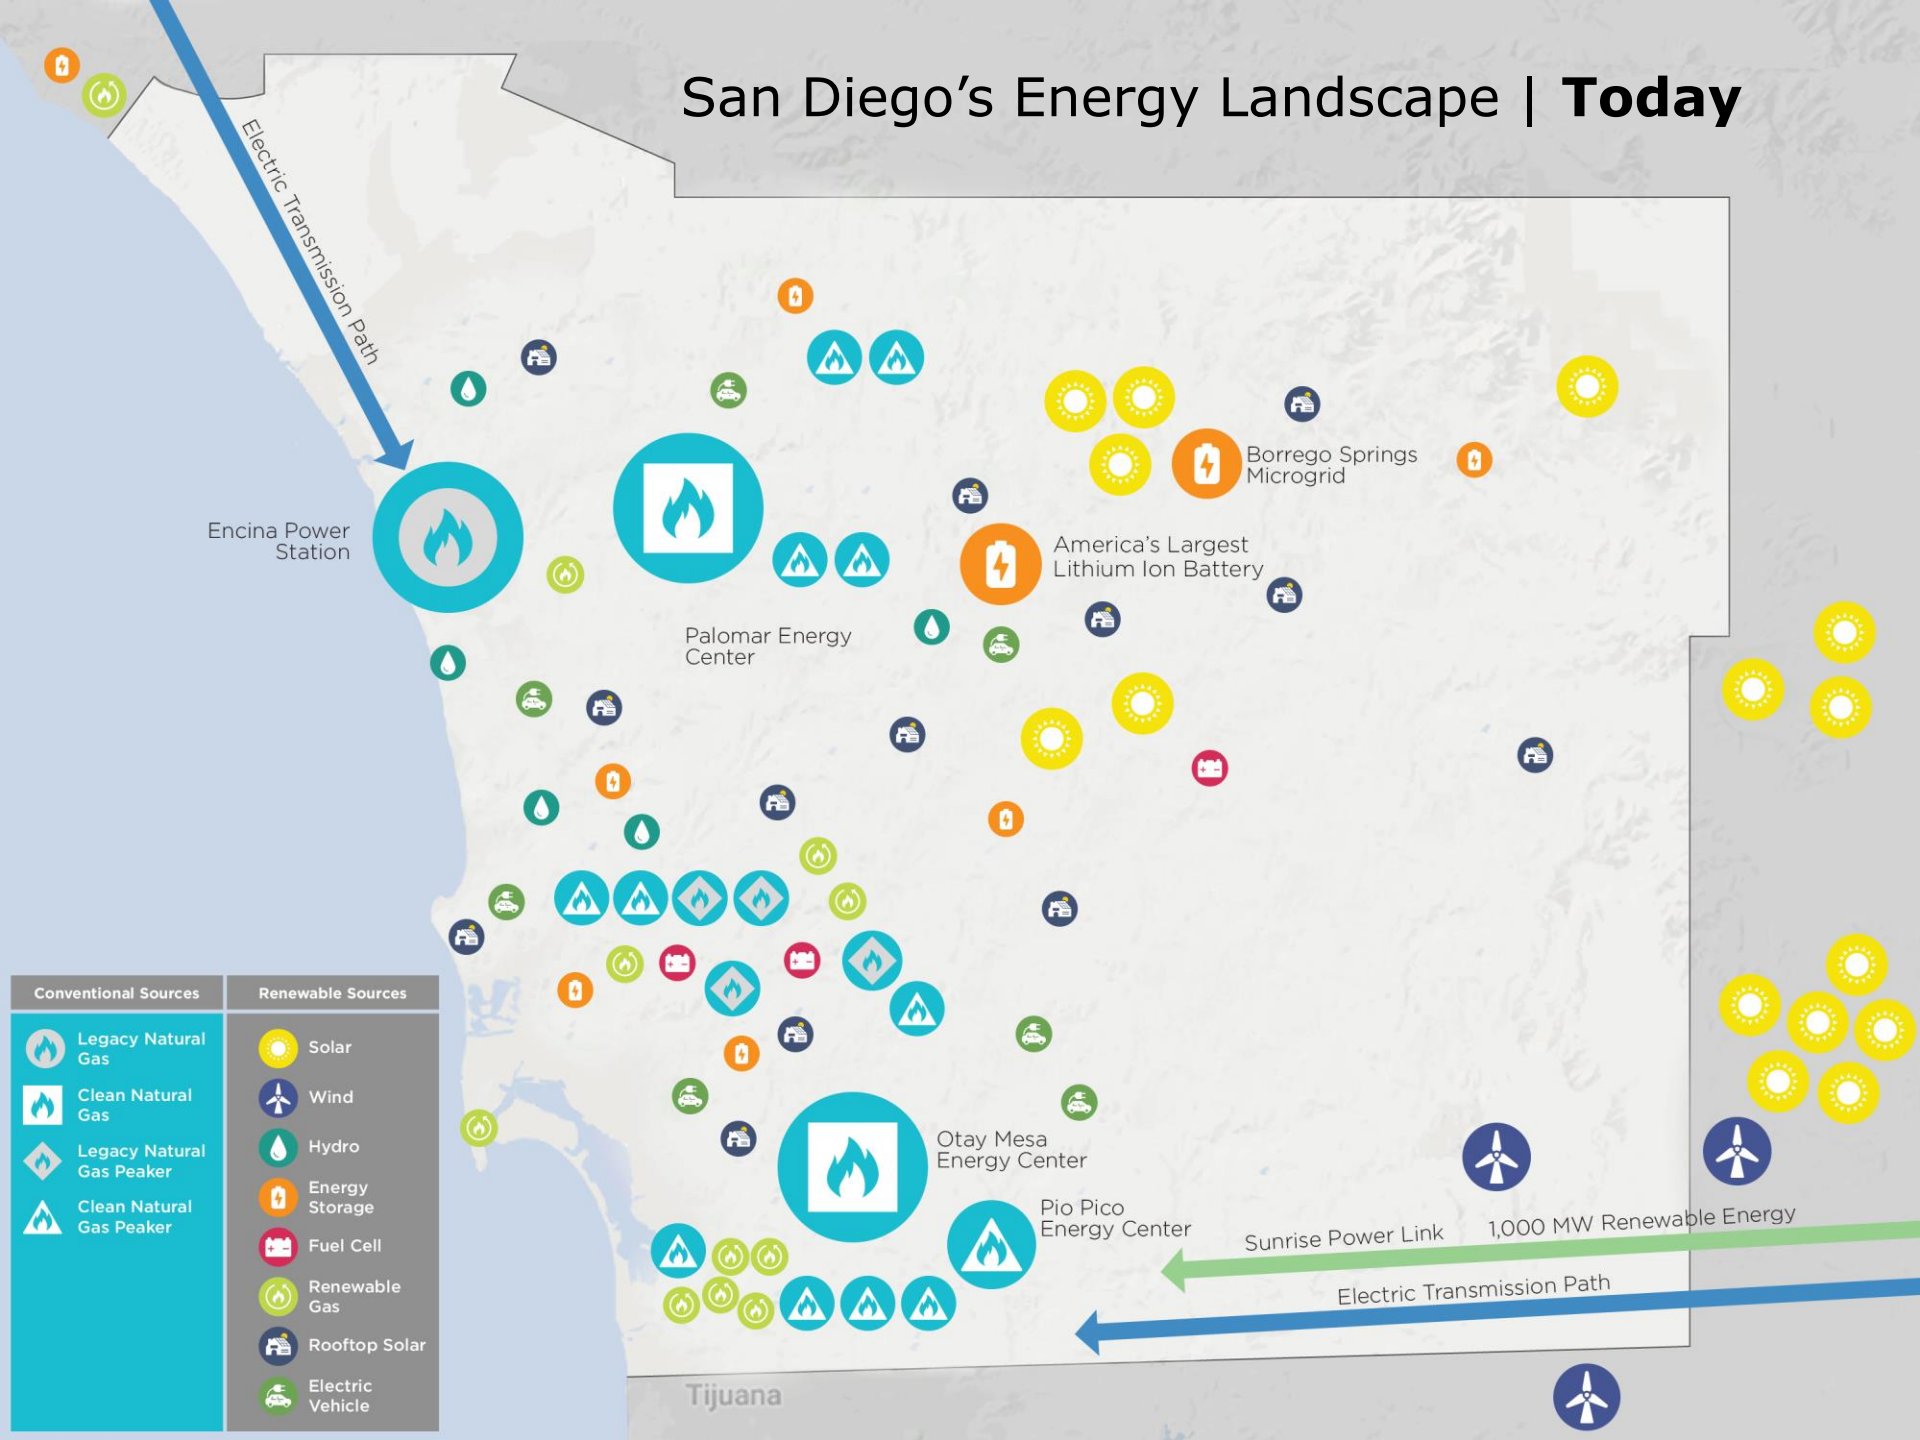 San Diego’s Energy Landscape | Today
Electric Transmission Path
Borrego Springs
Microgrid
Encina Power
Station
America’s Largest
Lithium Ion Battery
Palomar Energy
Center
Otay Mesa
Energy Center
Pio Pico
Energy Center
Sunrise Power Link
1,000 MW Renewable Energy
Electric Transmission Path
Tijuana
Conventional Sources
Legacy Natural
Gas
Clean Natural
Gas
Legacy Natural
Gas Peaker
Clean Natural
Gas Peaker
Renewable Sources
Solar
Wind
Hydro
Energy
Storage
Fuel Cell
Renewable
Gas
Rooftop Solar
Electric
Vehicle